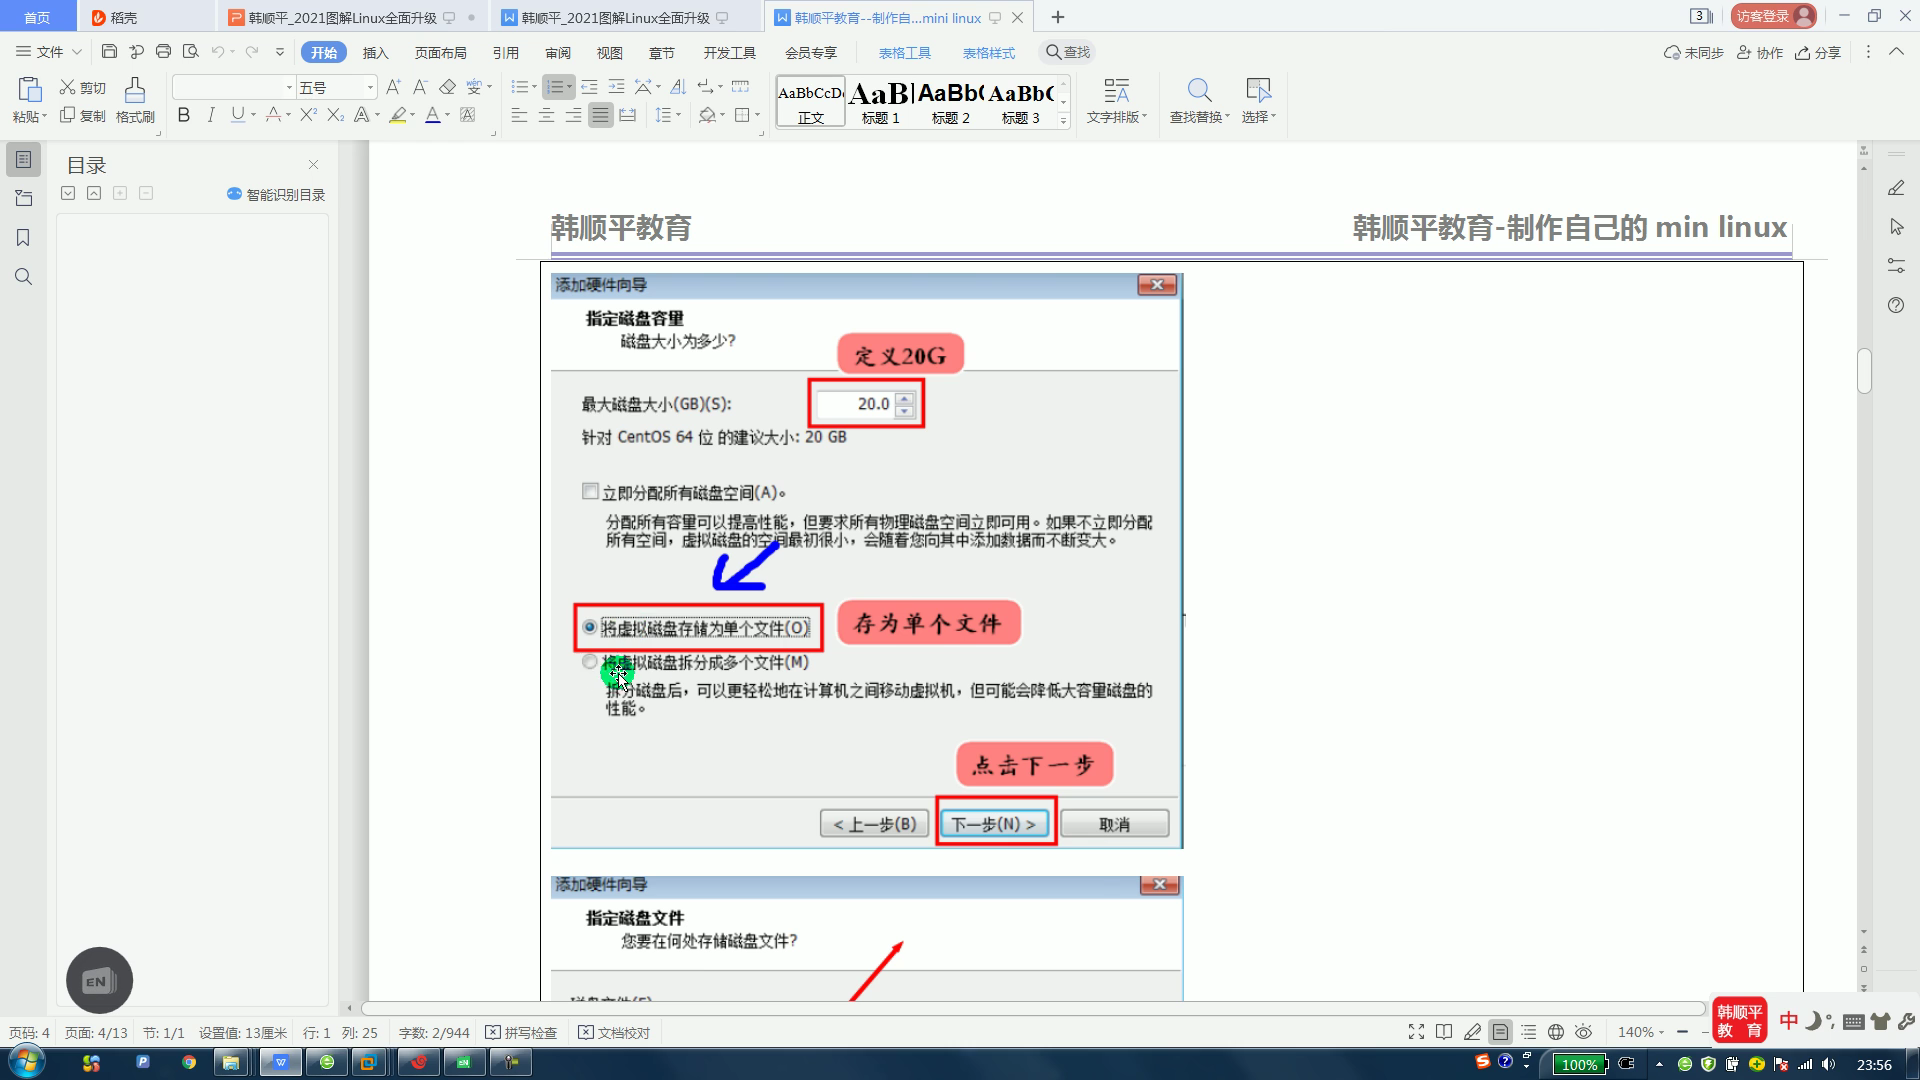 首页
稻壳
韩顺平_2021图解Linux全面升级
韩顺平_2021图解Linux全面升级
韩顺平教育--制作自...mini linux
3
访客登录
文件
开始
插入
页面布局
引用
审阅
视图
章节
开发工具
会员专享
表格工具
表格样式
查找
未同步
协作
分享
粘贴
剪切
复制
格式刷
五号
AaBbCcDd
正文
AaBl
标题 1
AaBb(
标题 2
AaBb(
标题 3
文字排版
查找替换
选择
目录
智能识别目录
韩顺平教育
韩顺平教育-制作自己的 min linux
添加硬件向导
指定磁盘容量
磁盘大小为多少?
定义20G
最大磁盘大小(GB)(S):
20.0
针对 CentOS 64 位 的建议大小: 20 GB
立即分配所有磁盘空间(A)。
分配所有容量可以提高性能，但要求所有物理磁盘空间立即可用。如果不立即分配
所有空间，虚拟磁盘的空间最初很小，会随着您向其中添加数据而不断变大。
将虚拟磁盘存储为单个文件(O)
存为单个文件
将虚拟磁盘拆分成多个文件(M)
拆分磁盘后，可以更轻松地在计算机之间移动虚拟机，但可能会降低大容量磁盘的
性能。
点击下一步
< 上一步(B)
下一步(N) >
取消
添加硬件向导
指定磁盘文件
您要在何处存储磁盘文件?
EN
页码: 4
页面: 4/13
节: 1/1
设置值: 13厘米
行: 1
列: 25
字数: 2/944
拼写检查
文档校对
140%
韩顺平
教 育
中
100%
23:56